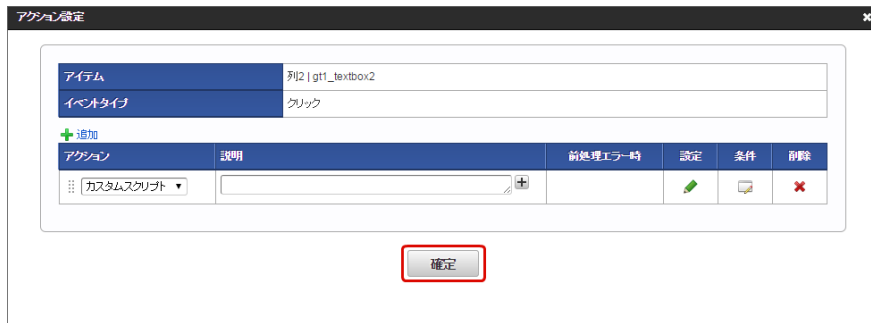 アクション設定
アイテム 列2 | gt1_textbox2
イベントタイプ クリック
追加
アクション 説明 前処理エラー時 設定 条件 削除
カスタムスクリプト
確定